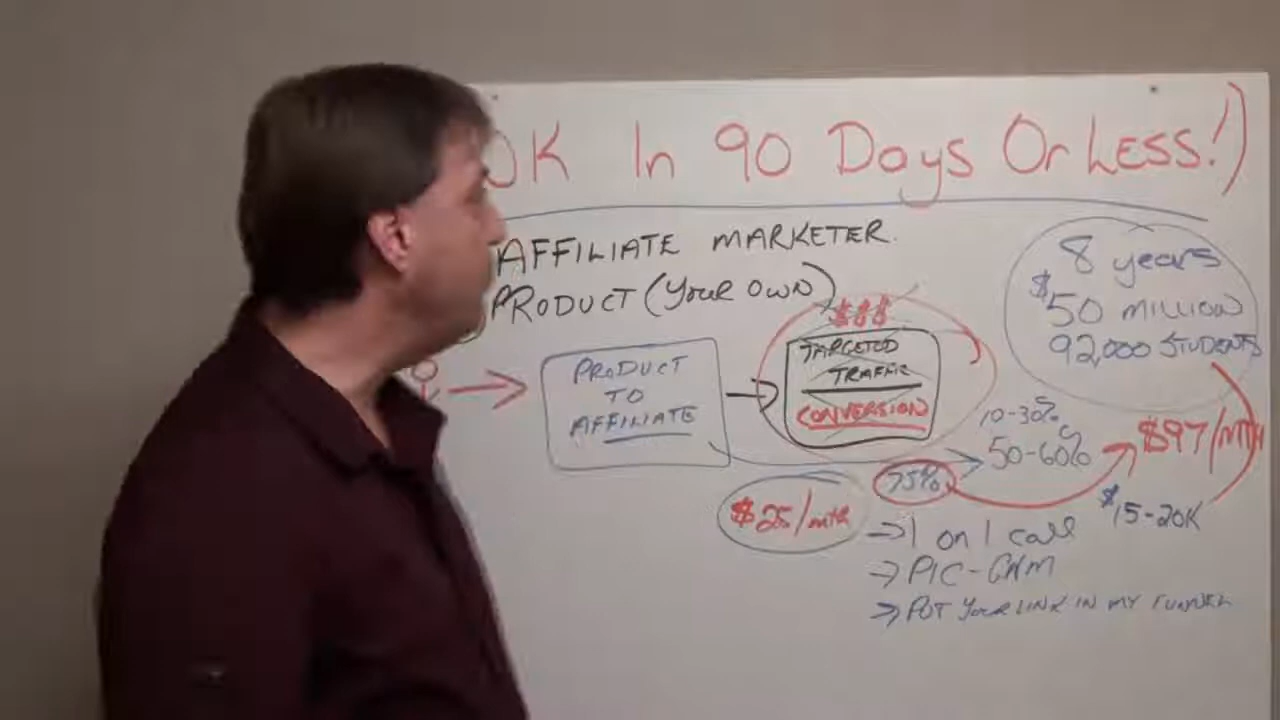 0K In 90 Days Or Less!)
AFFILIATE MARKETER.
PRODUCT (Your OWN)
8 years
$50 MILLION
92,000 STUDENTS
$$$
PRODUCT
TO
AFFILIATE
TARGETED
TRAFFIC
CONVERSION
10-30%
50-60%
$97/MTH
75%
$25/MTH
$15-20K
→ 1 on 1 call
→ PIC-
→ PUT Your LINK IN MY FUNNEL